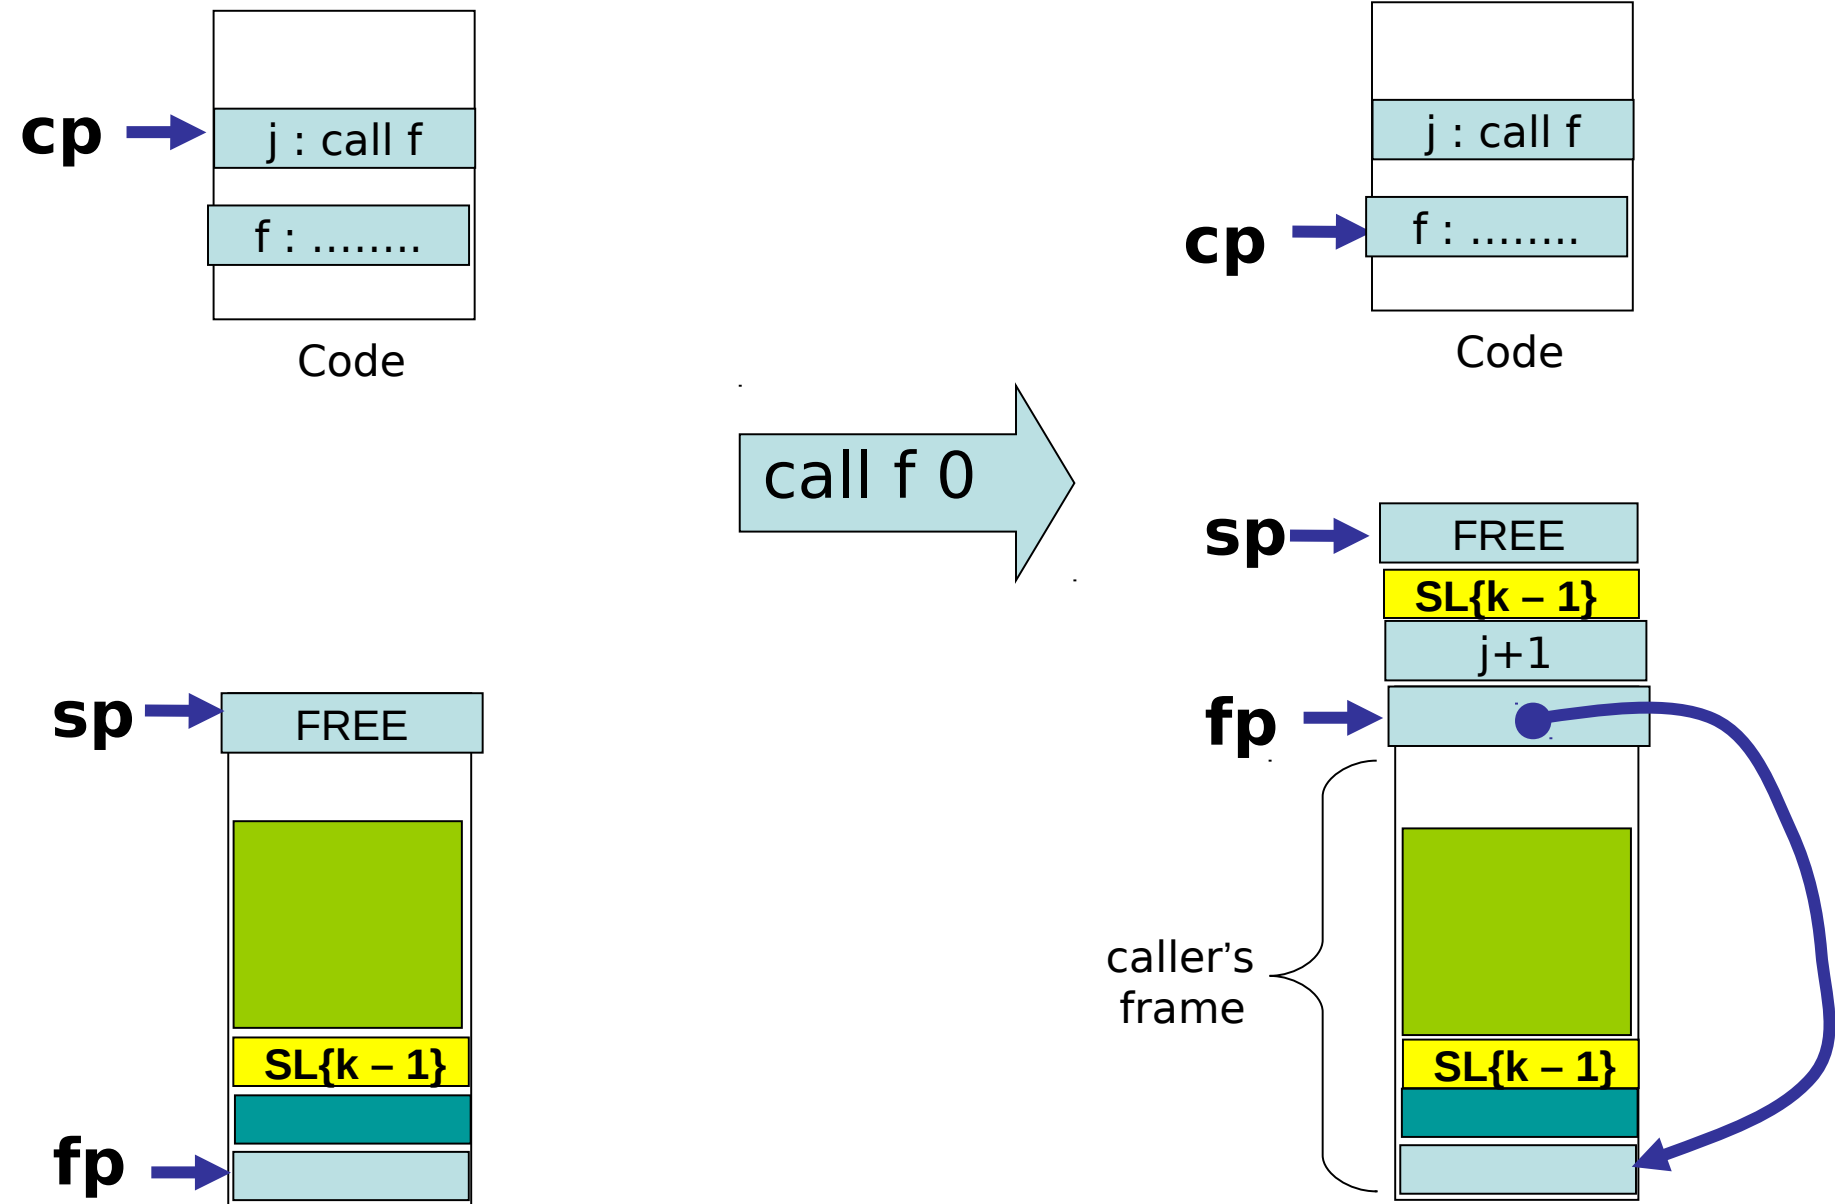 cp
j : call f
f : ........
Code
j : call f
cp
f : ........
Code
call f 0
sp
FREE
SL{k – 1}
j+1
fp
sp
FREE
caller’s
frame
SL{k – 1}
fp
SL{k – 1}